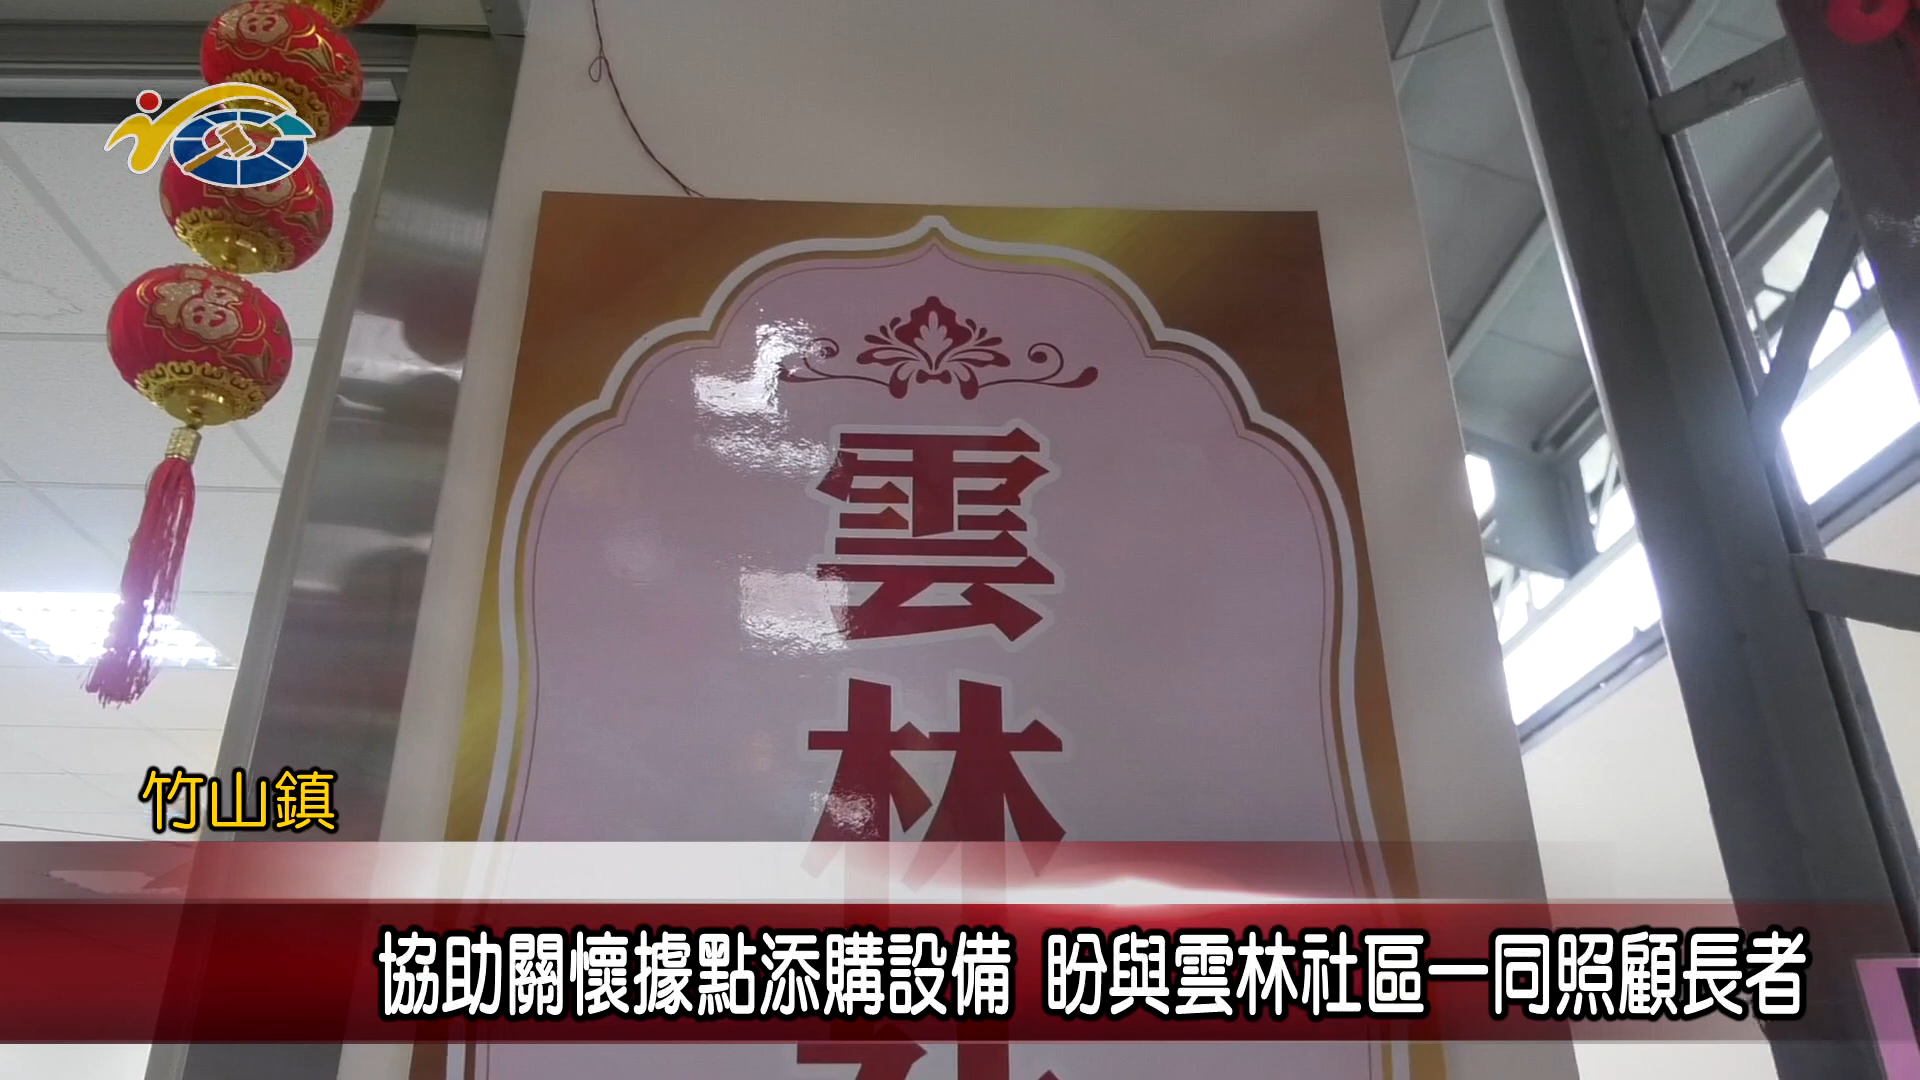 雲林
竹山鎮
協助關懷據點添購設備 盼與雲林社區一同照顧長者